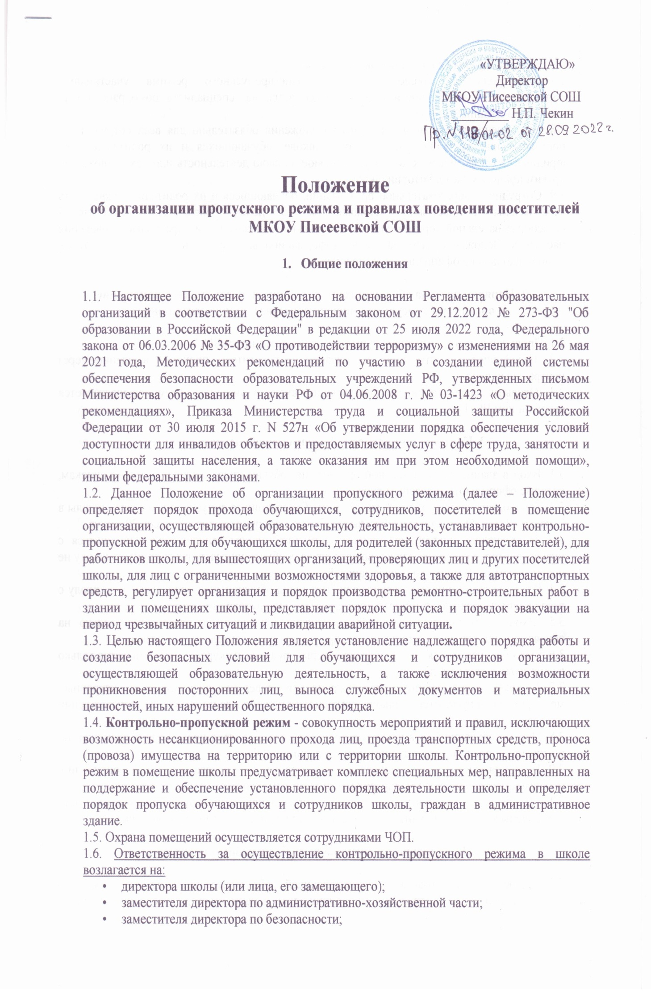 «УТВЕРЖДАЮ»
Директор
МКОУ Писеевской СОШ
Для документов
Н.П. Чекин
Пр. № 118/01-02 от 28.09.2022 г.
Положение
об организации пропускного режима и правилах поведения посетителей
МКОУ Писеевской СОШ
1. Общие положения
1.1. Настоящее Положение разработано на основании Регламента образовательных
организаций в соответствии с Федеральным законом от 29.12.2012 № 273-ФЗ "Об
образовании в Российской Федерации" в редакции от 25 июля 2022 года, Федерального
закона от 06.03.2006 № 35-ФЗ «О противодействии терроризму» с изменениями на 26 мая
2021 года, Методических рекомендаций по участию в создании единой системы
обеспечения безопасности образовательных учреждений РФ, утвержденных письмом
Министерства образования и науки РФ от 04.06.2008 г. № 03-1423 «О методических
рекомендациях», Приказа Министерства труда и социальной защиты Российской
Федерации от 30 июля 2015 г. N 527н «Об утверждении порядка обеспечения условий
доступности для инвалидов объектов и предоставляемых услуг в сфере труда, занятости и
социальной защиты населения, а также оказания им при этом необходимой помощи»,
иными федеральными законами.
1.2. Данное Положение об организации пропускного режима (далее – Положение)
определяет порядок прохода обучающихся, сотрудников, посетителей в помещение
организации, осуществляющей образовательную деятельность, устанавливает контрольно-
пропускной режим для обучающихся школы, для родителей (законных представителей), для
работников школы, для вышестоящих организаций, проверяющих лиц и других посетителей
школы, для лиц с ограниченными возможностями здоровья, а также для автотранспортных
средств, регулирует организация и порядок производства ремонтно-строительных работ в
здании и помещениях школы, представляет порядок пропуска и порядок эвакуации на
период чрезвычайных ситуаций и ликвидации аварийной ситуации.
1.3. Целью настоящего Положения является установление надлежащего порядка работы и
создание безопасных условий для обучающихся и сотрудников организации,
осуществляющей образовательную деятельность, а также исключения возможности
проникновения посторонних лиц, выноса служебных документов и материальных
ценностей, иных нарушений общественного порядка.
1.4. Контрольно-пропускной режим - совокупность мероприятий и правил, исключающих
возможность несанкционированного прохода лиц, проезда транспортных средств, проноса
(провоза) имущества на территорию или с территории школы. Контрольно-пропускной
режим в помещение школы предусматривает комплекс специальных мер, направленных на
поддержание и обеспечение установленного порядка деятельности школы и определяет
порядок пропуска обучающихся и сотрудников школы, граждан в административное
здание.
1.5. Охрана помещений осуществляется сотрудниками ЧОП.
1.6. Ответственность за осуществление контрольно-пропускного режима в школе
возлагается на:
• директора школы (или лица, его замещающего);
• заместителя директора по административно-хозяйственной части;
• заместителя директора по безопасности;